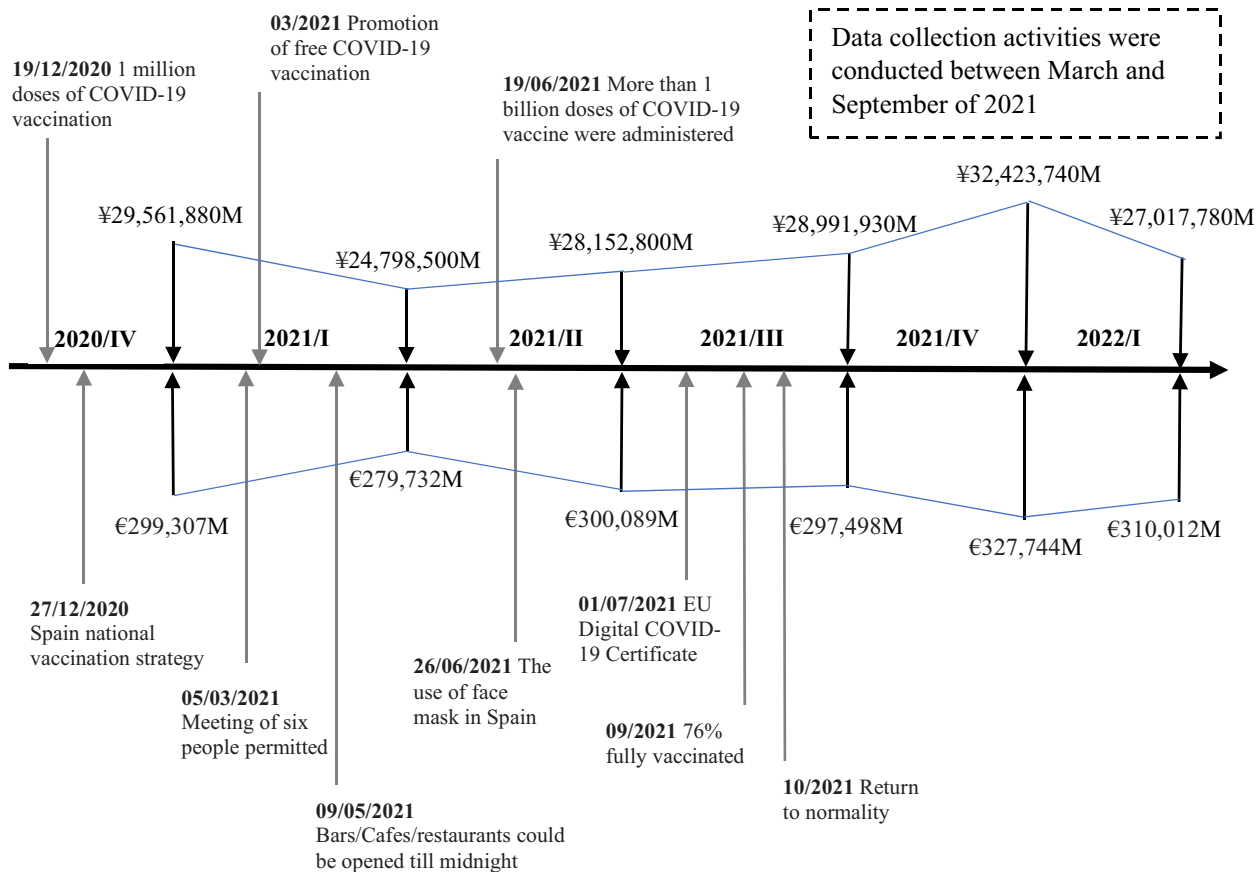 03/2021 Promotion
of free COVID-19
vaccination
Data collection activities were
conducted between March and
September of 2021
19/12/2020 1 million
doses of COVID-19
vaccination
19/06/2021 More than 1
billion doses of COVID-19
vaccine were administered
¥32,423,740M
¥29,561,880M
¥24,798,500M
¥28,152,800M
¥28,991,930M
¥27,017,780M
2020/IV
2021/I
2021/II
2021/III
2021/IV
2022/I
€299,307M
€279,732M
€300,089M
€297,498M
€327,744M
€310,012M
27/12/2020
Spain national
vaccination strategy
05/03/2021
Meeting of six
people permitted
09/05/2021
Bars/Cafes/restaurants could
be opened till midnight
26/06/2021 The
use of face
mask in Spain
01/07/2021 EU
Digital COVID-
19 Certificate
09/2021 76%
fully vaccinated
10/2021 Return
to normality